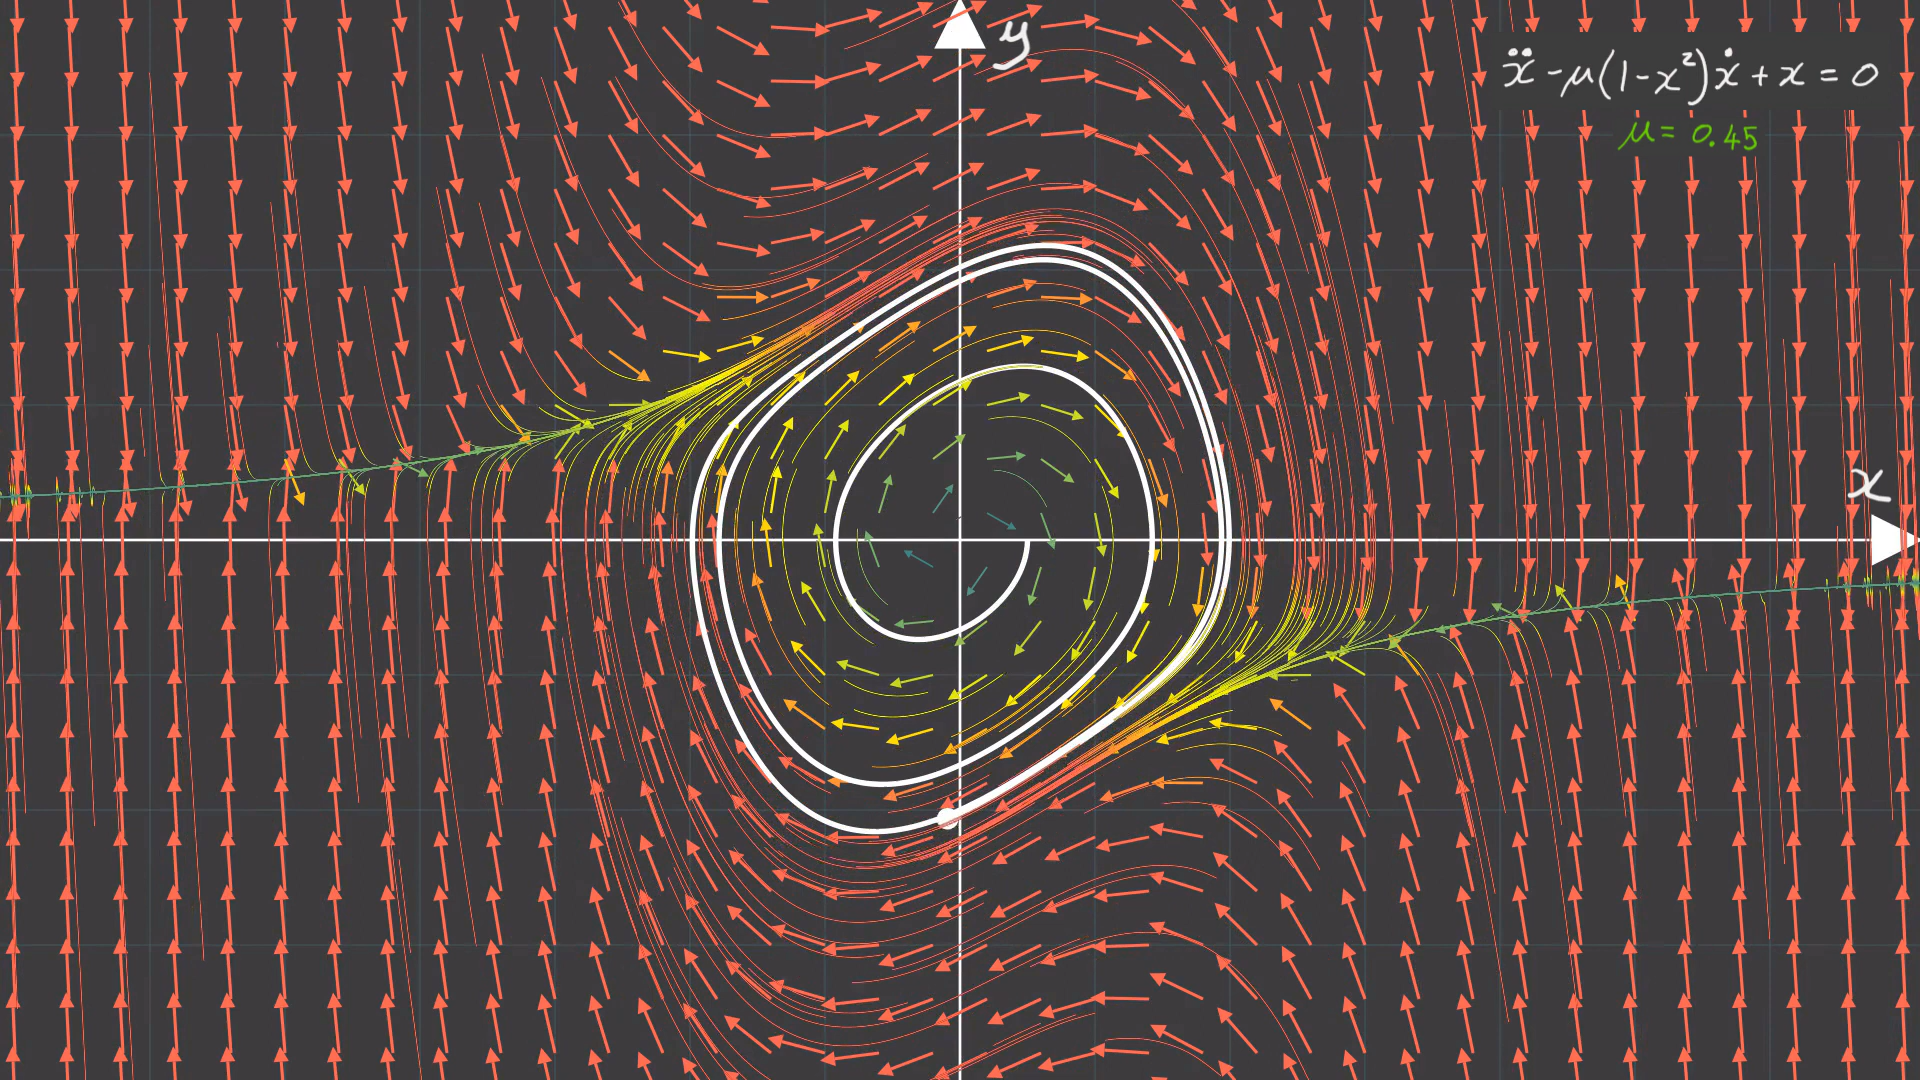 y
ẍ - μ(1-x²)ẋ + x = 0
μ = 0.45
x